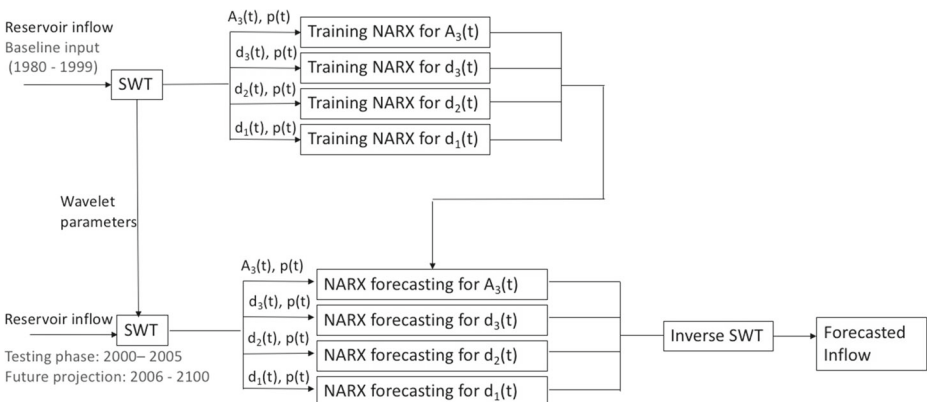 A₃(t), p(t)
Reservoir inflow
Baseline input
(1980 - 1999)
Training NARX for A₃(t)
d₃(t), p(t)
Training NARX for d₃(t)
SWT
d₂(t), p(t)
Training NARX for d₂(t)
d₁(t), p(t)
Training NARX for d₁(t)
Wavelet
parameters
A₃(t), p(t)
NARX forecasting for A₃(t)
d₃(t), p(t)
Reservoir inflow
NARX forecasting for d₃(t)
SWT
d₂(t), p(t)
Inverse SWT
Forecasted
Inflow
Testing phase: 2000– 2005
NARX forecasting for d₂(t)
Future projection: 2006 - 2100
d₁(t), p(t)
NARX forecasting for d₁(t)